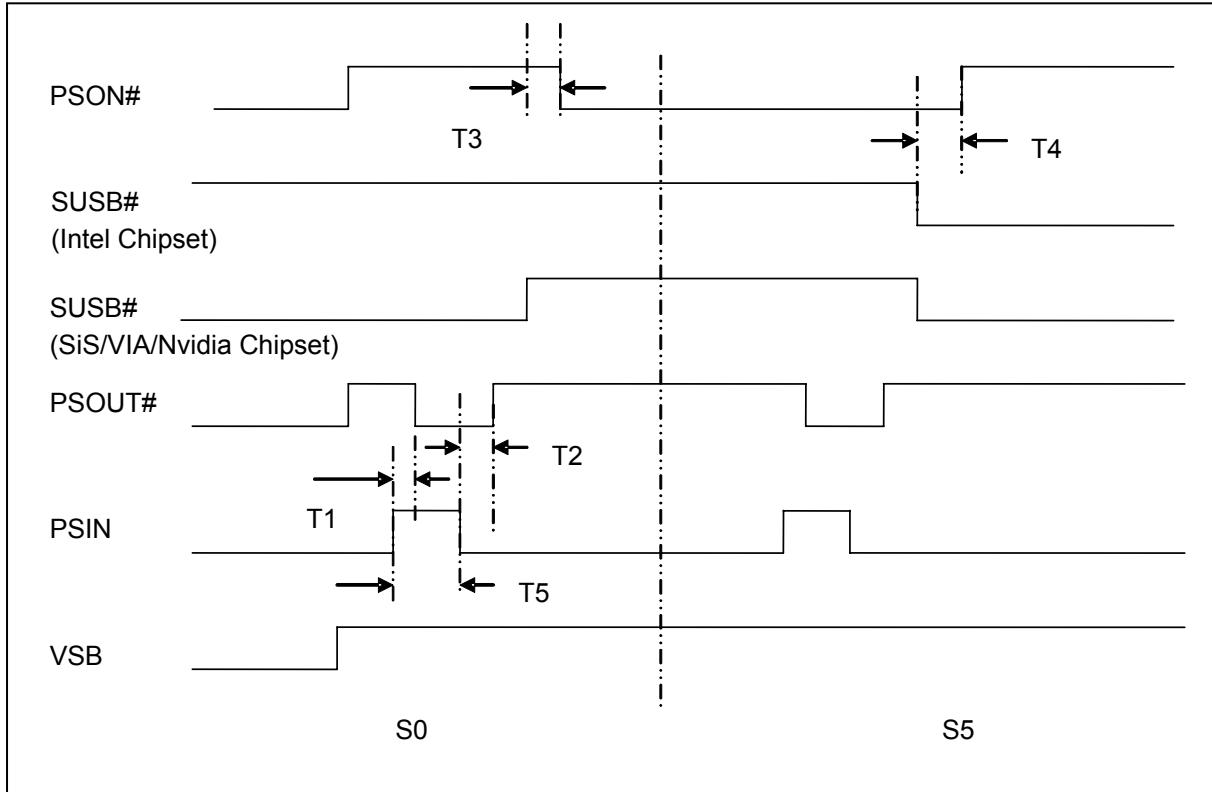 PSON#
T3
T4
SUSB#
(Intel Chipset)
SUSB#
(SiS/VIA/Nvidia Chipset)
PSOUT#
T2
T1
PSIN
T5
VSB
S0
S5